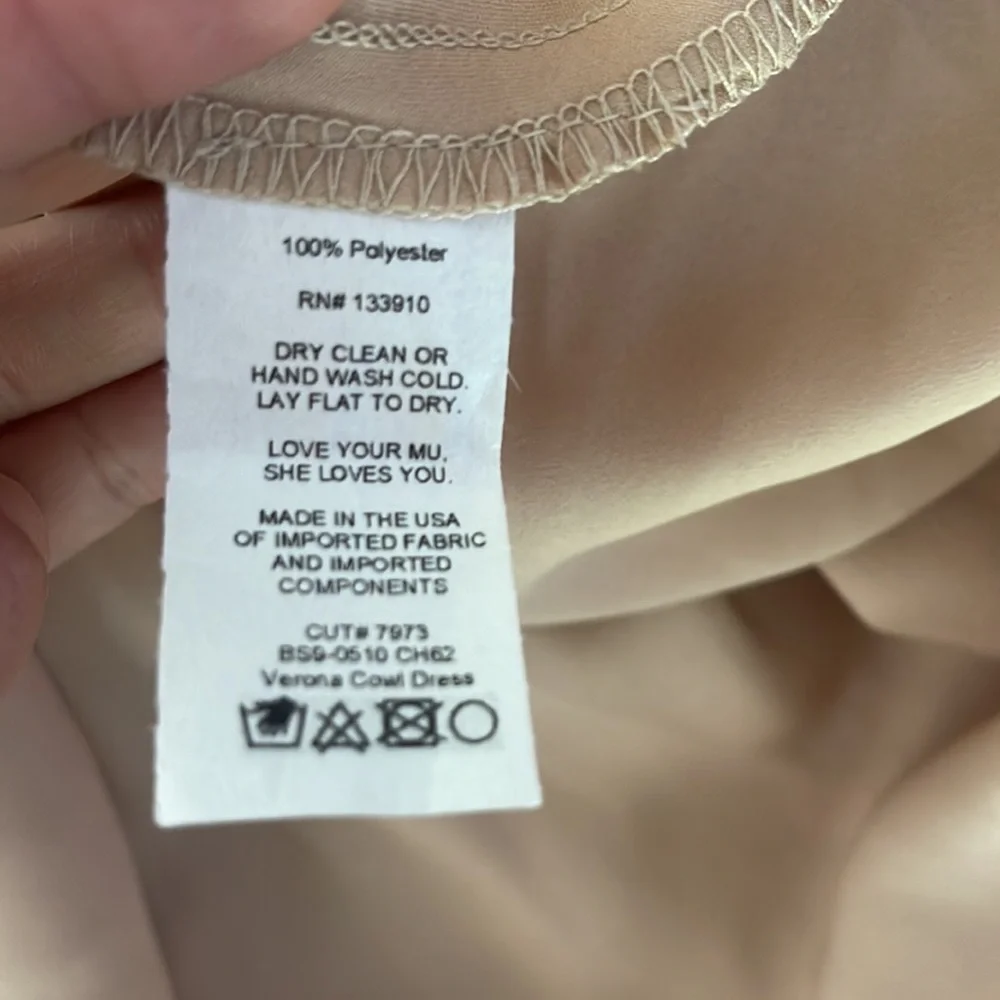 100% Polyester
RN# 133910
DRY CLEAN OR
HAND WASH COLD.
LAY FLAT TO DRY.
LOVE YOUR MU,
SHE LOVES YOU.
MADE IN THE USA
OF IMPORTED FABRIC
AND IMPORTED
COMPONENTS
CUT# 7973
BS9-0510 CH62
Verona Cowl Dress